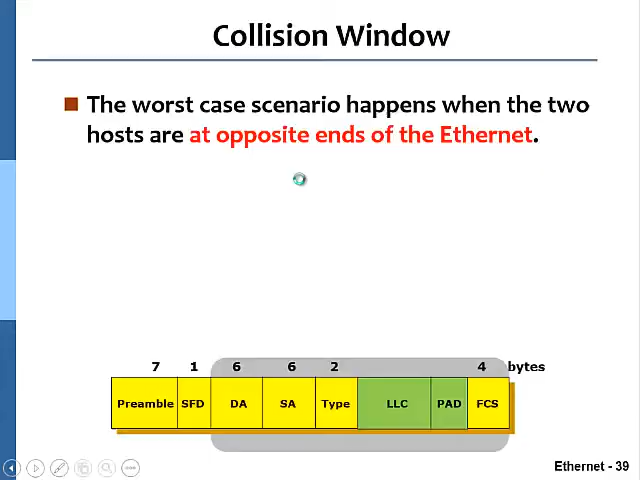 Collision Window
The worst case scenario happens when the two
hosts are at opposite ends of the Ethernet.
7 1 6 6 2 4 bytes
Preamble SFD DA SA Type LLC PAD FCS
Ethernet - 39